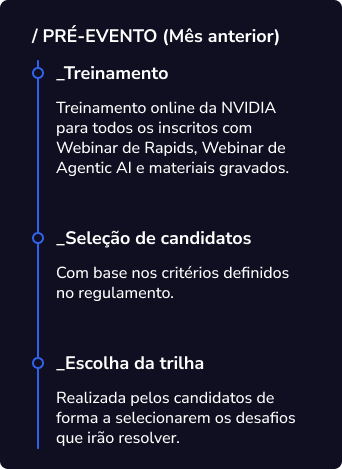 / PRÉ-EVENTO (Mês anterior)
_Treinamento
Treinamento online da NVIDIA
para todos os inscritos com
Webinar de Rapids, Webinar de
Agentic AI e materiais gravados.
_Seleção de candidatos
Com base nos critérios definidos
no regulamento.
_Escolha da trilha
Realizada pelos candidatos de
forma a selecionarem os desafios
que irão resolver.